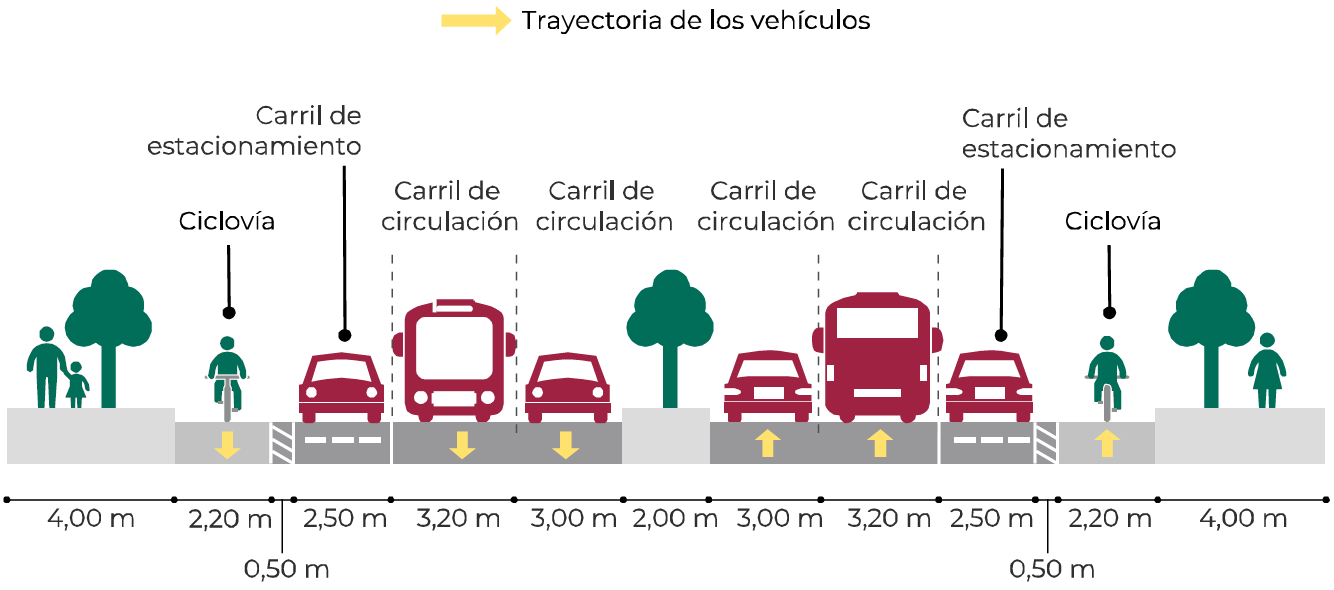 Trayectoria de los vehículos
Carril de
estacionamiento
Carril de
estacionamiento
Ciclovía
Carril de
circulación
Carril de
circulación
Carril de
circulación
Carril de
circulación
Ciclovía
4,00 m
2,20 m
2,50 m
3,20 m
3,00 m
2,00 m
3,00 m
3,20 m
2,50 m
2,20 m
4,00 m
0,50 m
0,50 m